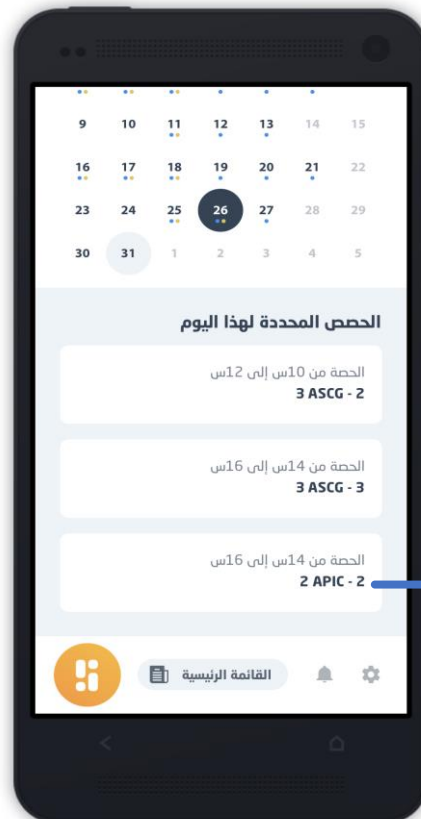 9 10 11 12 13 14 15
16 17 18 19 20 21 22
23 24 25 26 27 28 29
30 31 1 2 3 4 5
الحصص المحددة لهذا اليوم
الحصة من 10س إلى 12س
3 ASCG - 2
الحصة من 14س إلى 16س
3 ASCG - 3
الحصة من 14س إلى 16س
2 APIC - 2
القائمة الرئيسية